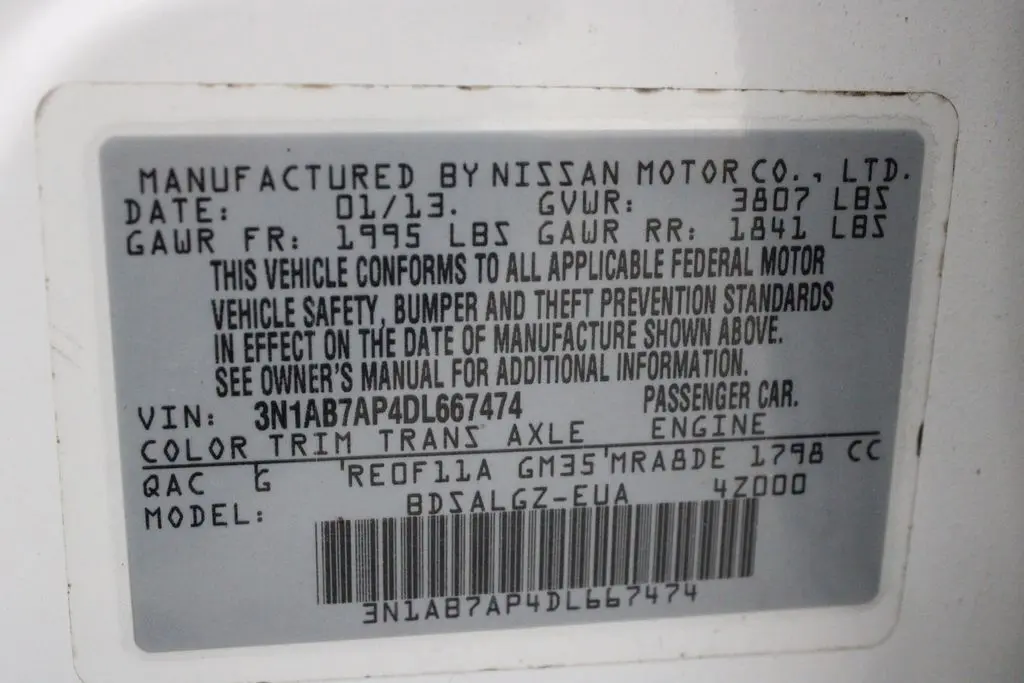 MANUFACTURED BY NISSAN MOTOR CO., LTD.
DATE: 01/13. GVWR: 3807 LBS
GAWR FR: 1995 LBS GAWR RR: 1841 LBS
THIS VEHICLE CONFORMS TO ALL APPLICABLE FEDERAL MOTOR
VEHICLE SAFETY, BUMPER AND THEFT PREVENTION STANDARDS
IN EFFECT ON THE DATE OF MANUFACTURE SHOWN ABOVE.
SEE OWNER'S MANUAL FOR ADDITIONAL INFORMATION.
VIN: 3N1AB7AP4DL667474 PASSENGER CAR.
COLOR TRIM TRANS AXLE ENGINE
QAC G 'RE0F11A GM35'MRA8DE 1798 CC
MODEL: BDSALGZ-EUA 4Z000
3N1AB7AP4DL667474